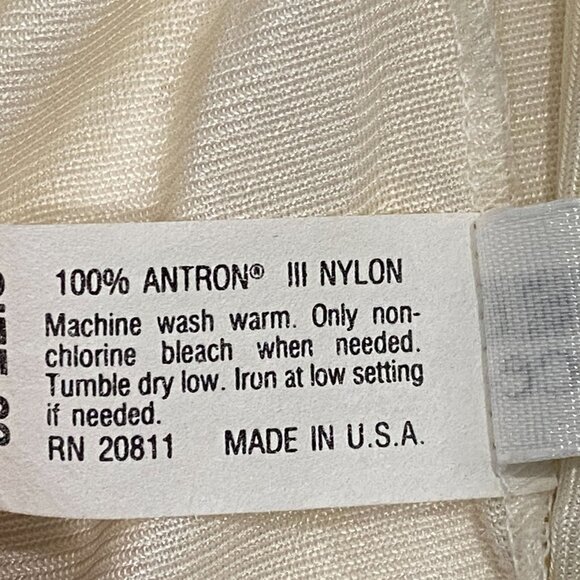 100% ANTRON® III NYLON
Machine wash warm. Only non-
chlorine bleach when needed.
Tumble dry low. Iron at low setting
if needed.
RN 20811 MADE IN U.S.A.